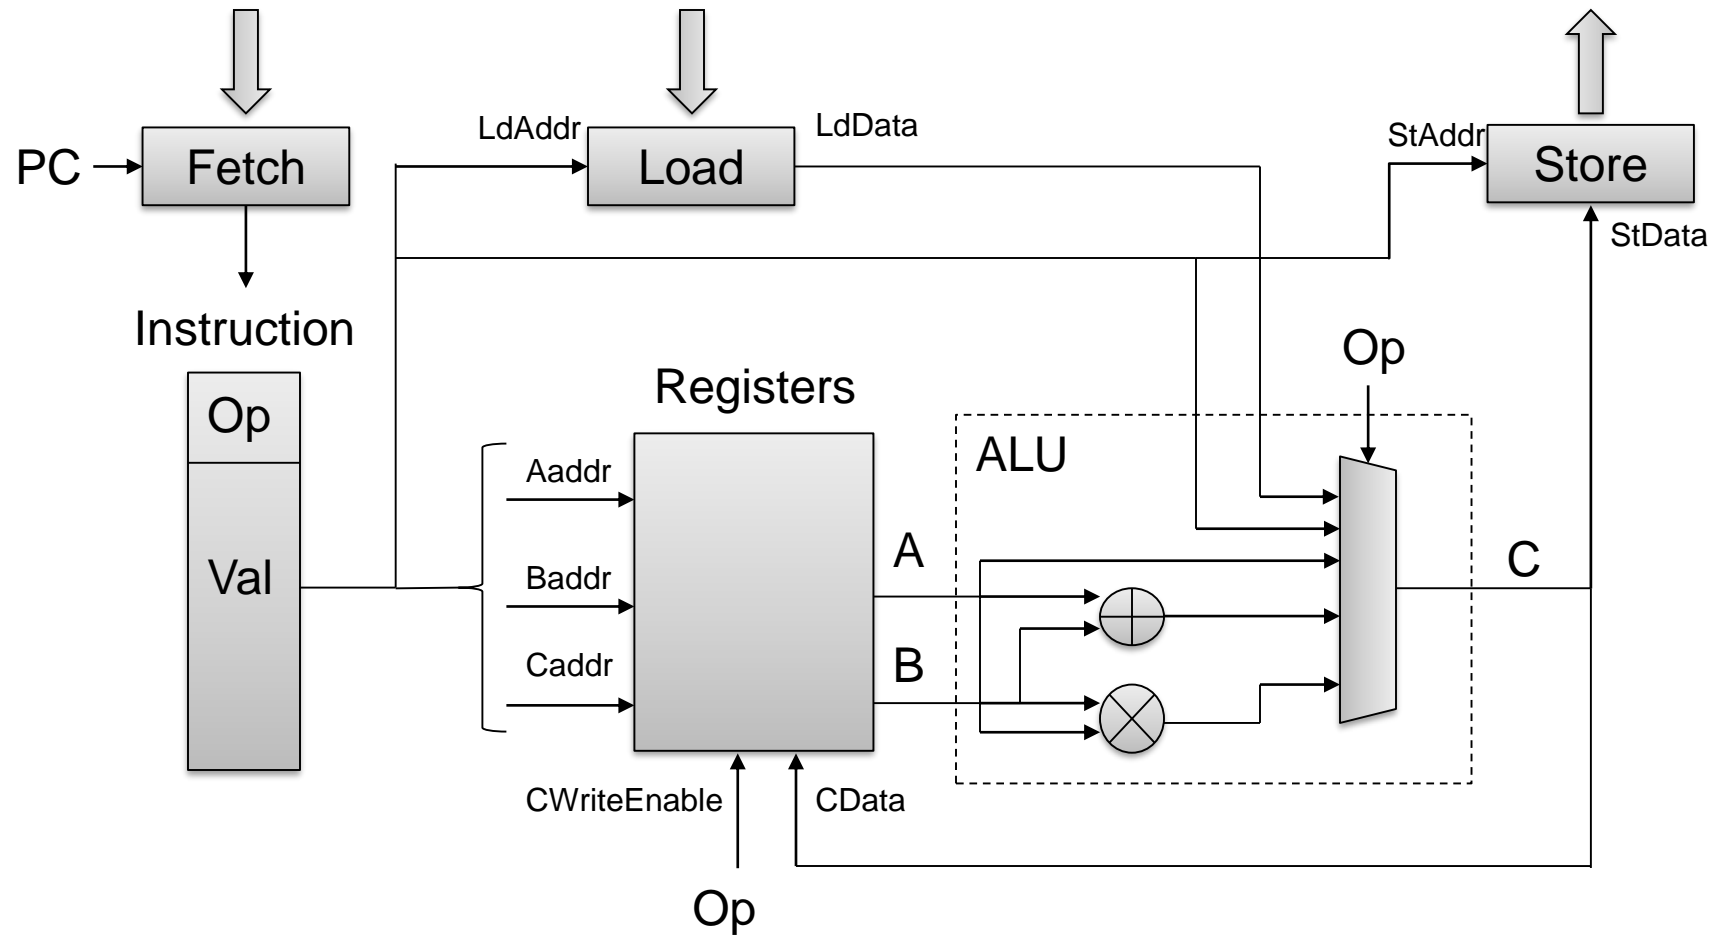 LdAddr
LdData
StAddr
PC
Fetch
Load
Store
StData
Instruction
Op
Registers
Op
ALU
Aaddr
A
C
Val
Baddr
Caddr
B
CWriteEnable
CData
Op